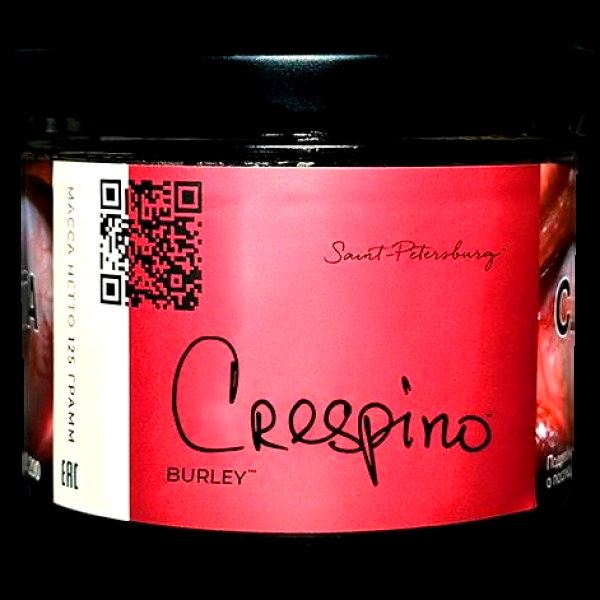 МАССА НЕТТО 125 ГРАММ
EAC
Saint-Petersburg
Crespino
BURLEY™